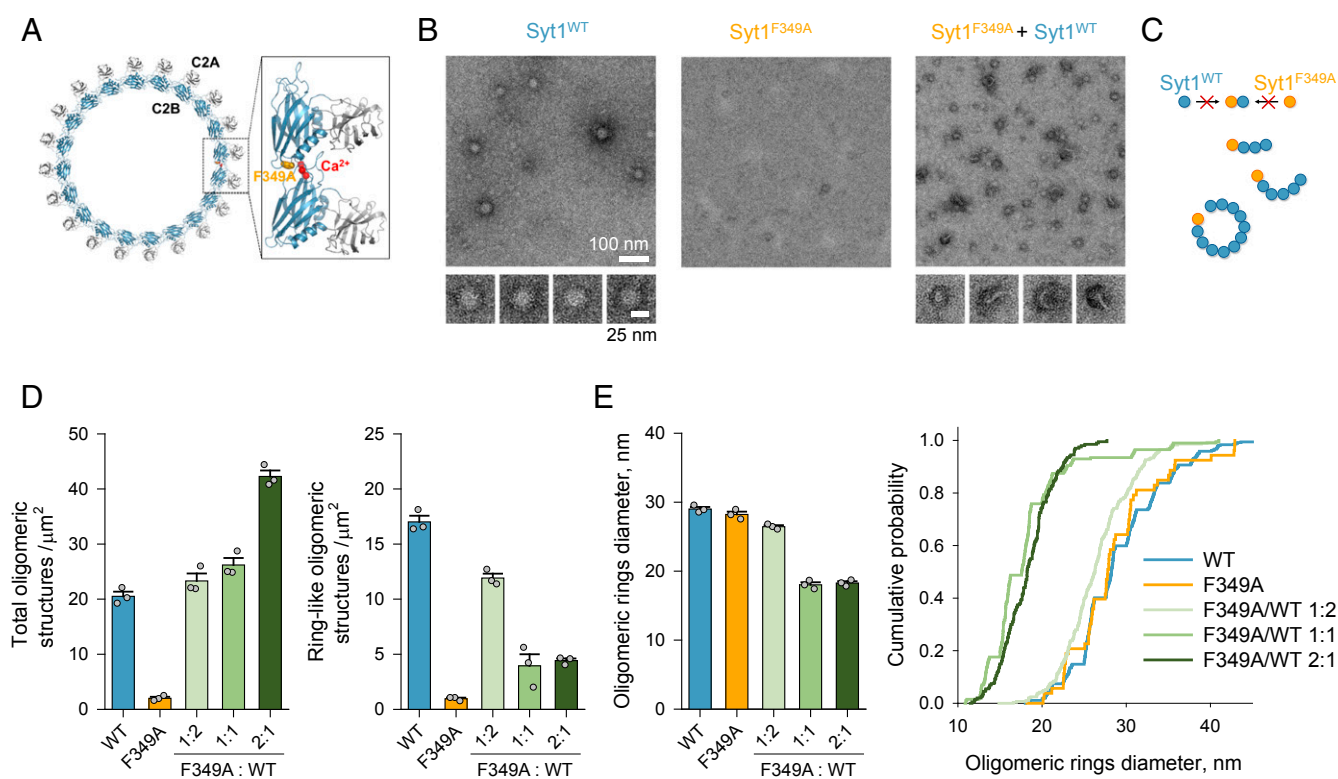 A
C2A
C2B
F349A
Ca²⁺
B
Syt1^WT
Syt1^F349A
Syt1^F349A + Syt1^WT
100 nm
25 nm
C
Syt1^WT
Syt1^F349A
D
Total oligomeric
structures /µm²
50
40
30
20
10
0
WT
F349A
1:2
1:1
2:1
F349A : WT
Ring-like oligomeric
structures /µm²
25
20
15
10
5
0
WT
F349A
1:2
1:1
2:1
F349A : WT
E
Oligomeric rings diameter, nm
40
30
20
10
0
WT
F349A
1:2
1:1
2:1
F349A : WT
Cumulative probability
1.0
0.8
0.6
0.4
0.2
0.0
10
20
30
40
Oligomeric rings diameter, nm
WT
F349A
F349A/WT 1:2
F349A/WT 1:1
F349A/WT 2:1